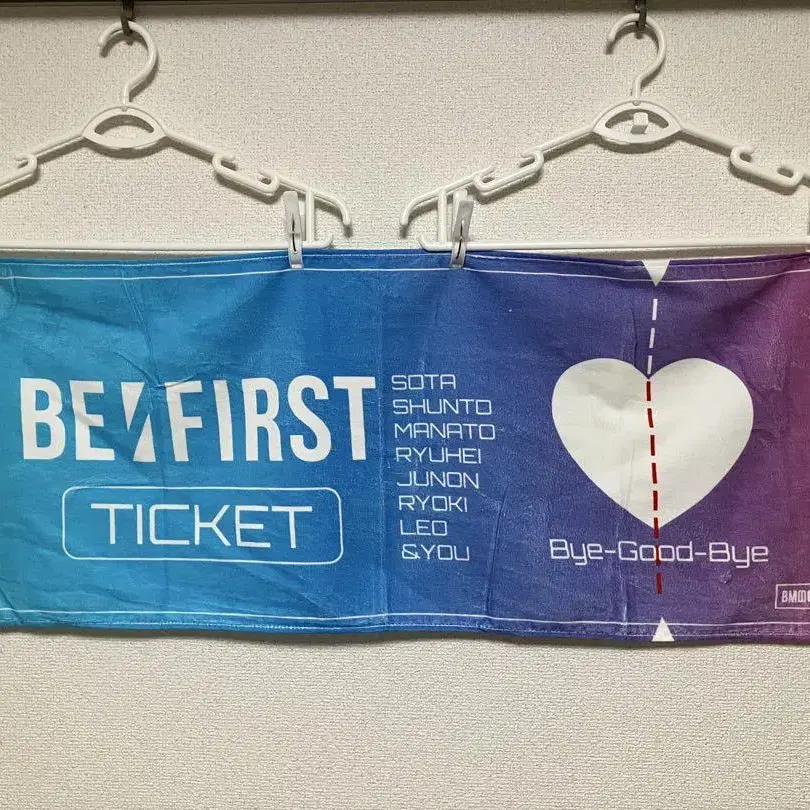 BE:FIRST
TICKET
SOTA
SHUNTO
MANATO
RYUHEI
JUNON
RYOKI
LEO
&YOU
Bye-Good-Bye